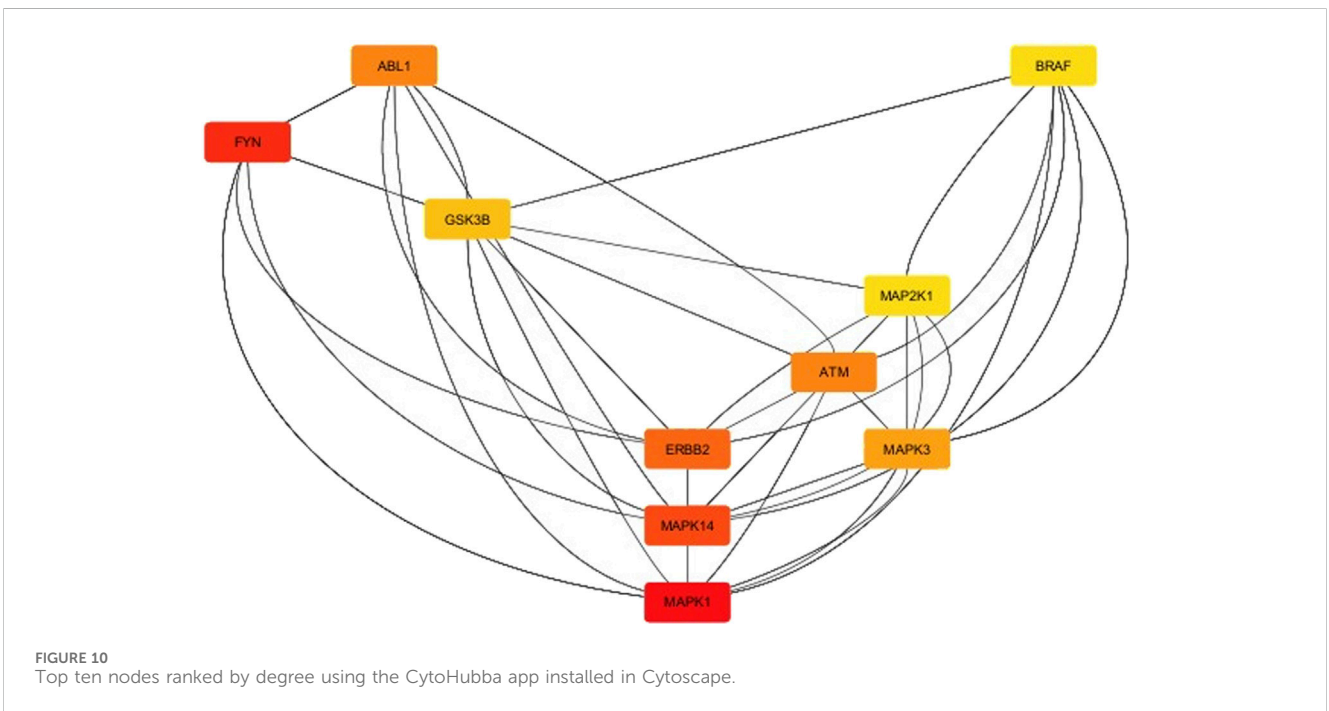 ABL1
BRAF
FYN
GSK3B
MAP2K1
ATM
ERBB2
MAPK3
MAPK14
MAPK1
FIGURE 10
Top ten nodes ranked by degree using the CytoHubba app installed in Cytoscape.